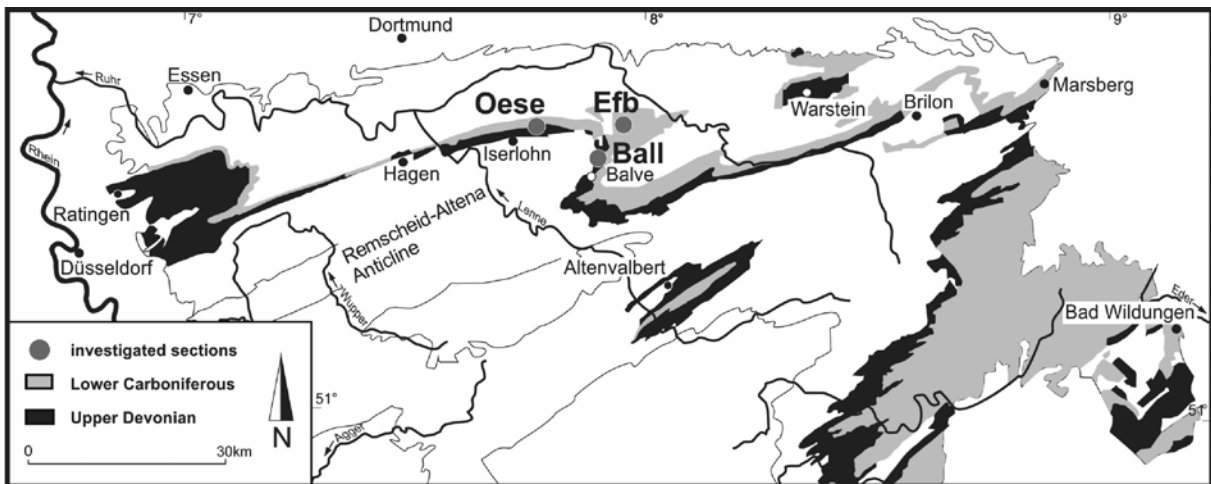 7°
8°
9°
Dortmund
Ruhr
Essen
Oese
Efb
Warstein
Brilon
Marsberg
Rhein
Hagen
Iserlohn
Ball
Balve
Ratingen
Lenne
Remscheid-Altena
Anticline
Düsseldorf
Altenvalbert
Wupper
Eder
Bad Wildungen
investigated sections
Lower Carboniferous
Upper Devonian
N
0
30km
51°
51°
Agger